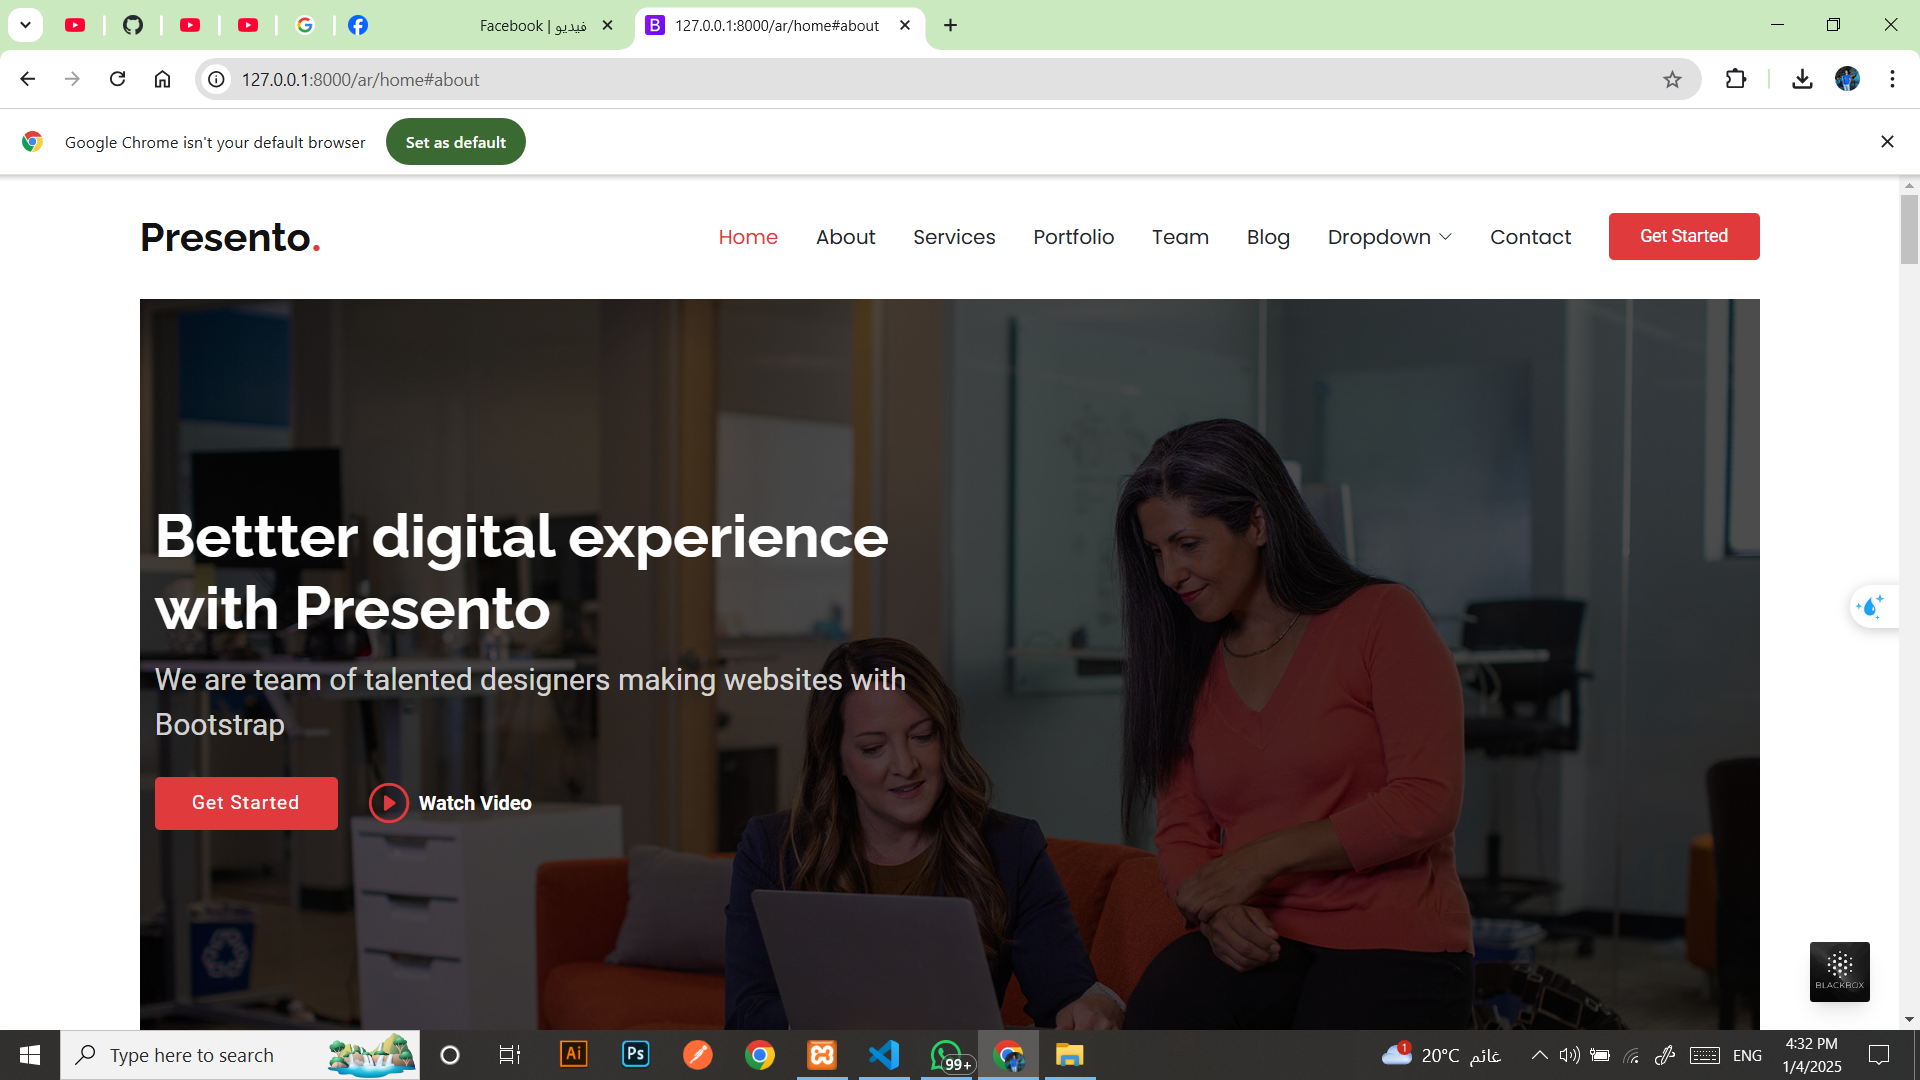 Facebook | فيديو
127.0.0.1:8000/ar/home#about
127.0.0.1:8000/ar/home#about
Google Chrome isn't your default browser
Set as default
Presento.
Home
About
Services
Portfolio
Team
Blog
Dropdown
Contact
Get Started
Bettter digital experience
with Presento
We are team of talented designers making websites with
Bootstrap
Get Started
Watch Video
BLACKBOX
Type here to search
Ai
Ps
99+
1
20°C غائم
ENG
4:32 PM
1/4/2025